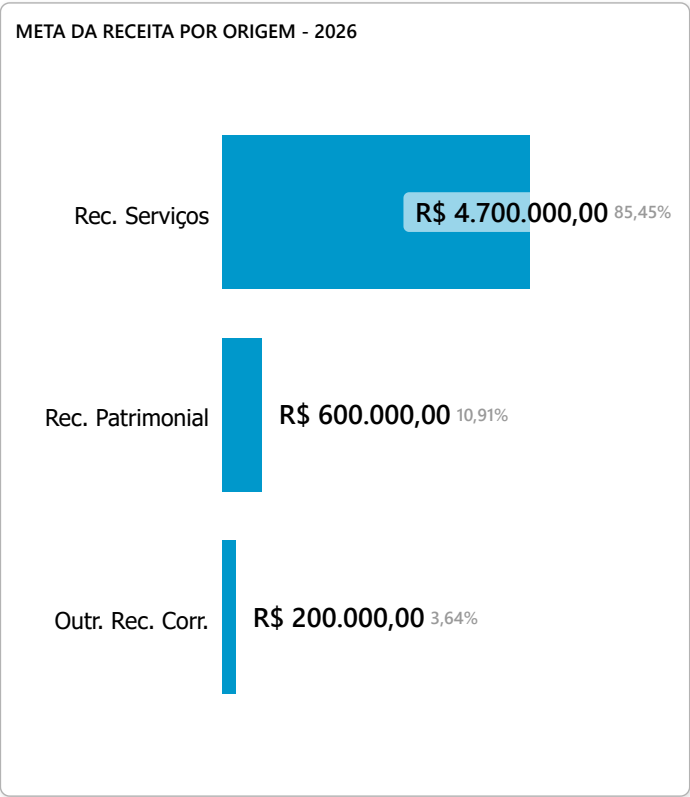 META DA RECEITA POR ORIGEM - 2026
Rec. Serviços R$ 4.700.000,00 85,45%
Rec. Patrimonial R$ 600.000,00 10,91%
Outr. Rec. Corr. R$ 200.000,00 3,64%